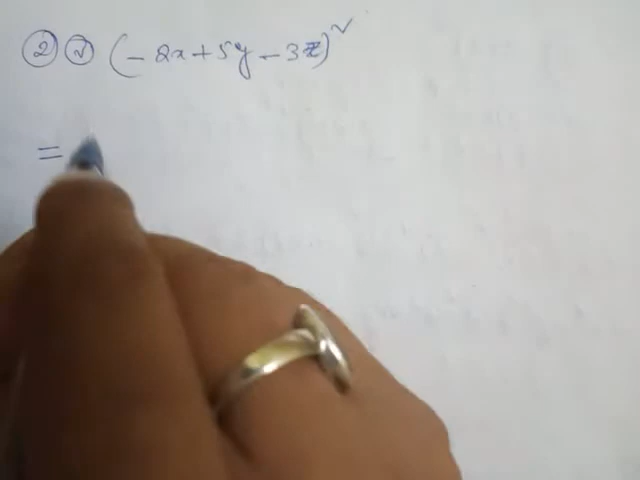 ② ⓥ (-2x+5y-3z)²
=